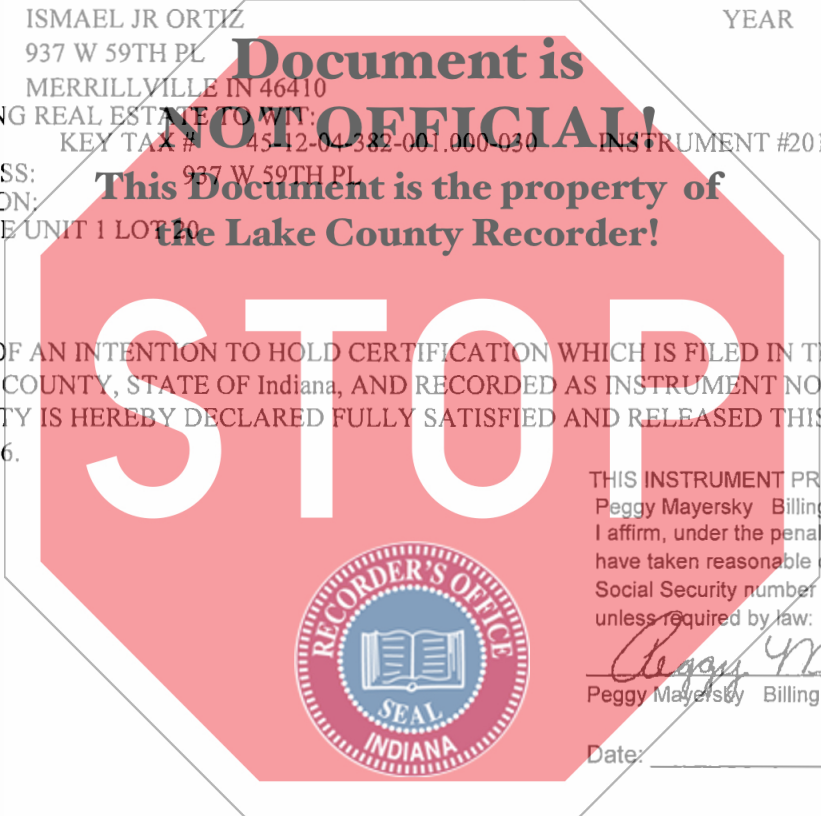 ISMAEL JR ORTIZ YEAR
937 W 59TH PL
Document is
MERRILLVILLE IN 46410
G REAL ESTATE TO WIT:
NOT OFFICIAL!
KEY TAX # 45-12-04-382-001.000-030 INSTRUMENT #201
SS: 937 W 59TH PL
This Document is the property of
ON:
E UNIT 1 LOT 20
the Lake County Recorder!
STOP
OF AN INTENTION TO HOLD CERTIFICATION WHICH IS FILED IN TH
COUNTY, STATE OF Indiana, AND RECORDED AS INSTRUMENT NO
TY IS HEREBY DECLARED FULLY SATISFIED AND RELEASED THIS
6.
THIS INSTRUMENT PR
Peggy Mayersky Billing
I affirm, under the penal
have taken reasonable
Social Security number
unless required by law:
Peggy M
Peggy Mayersky Billing
Date:
RECORDER'S OFFICE
SEAL
INDIANA